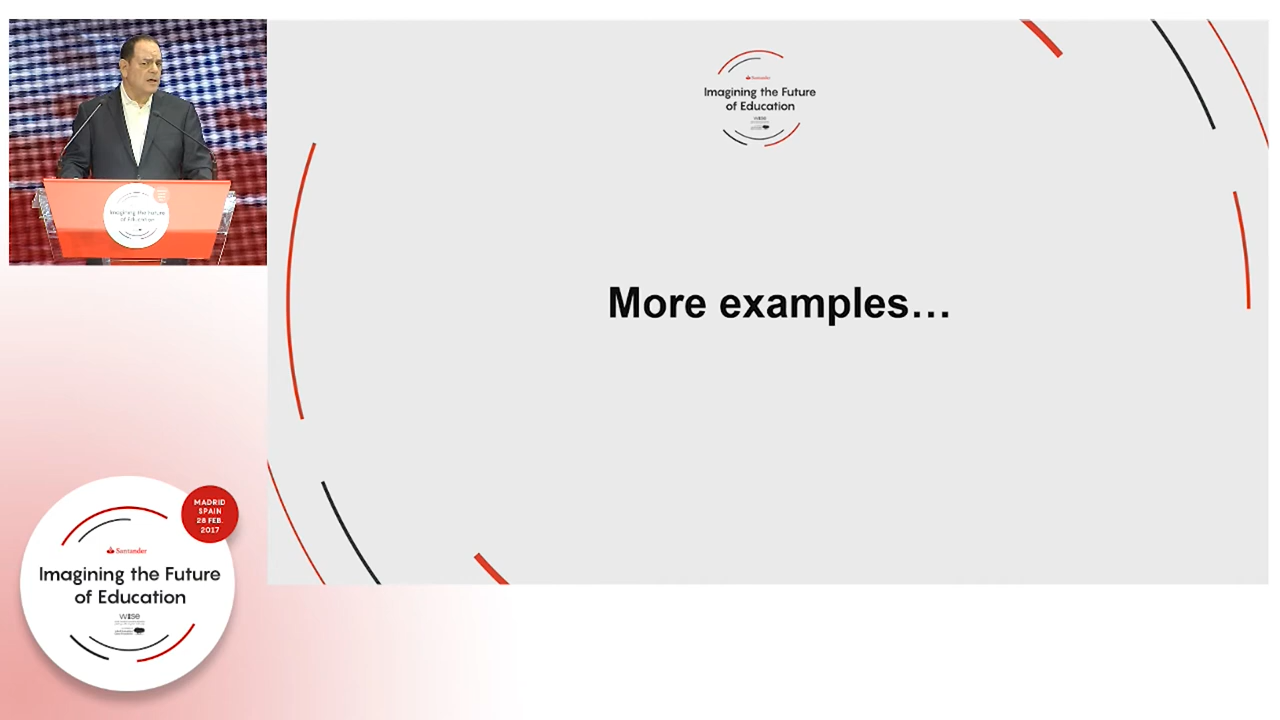 Santander
Imagining the Future
of Education
WISE
More examples...
Imagining the Future
of Education
MADRID
SPAIN
28 FEB.
2017
Santander
Imagining the Future
of Education
WISE